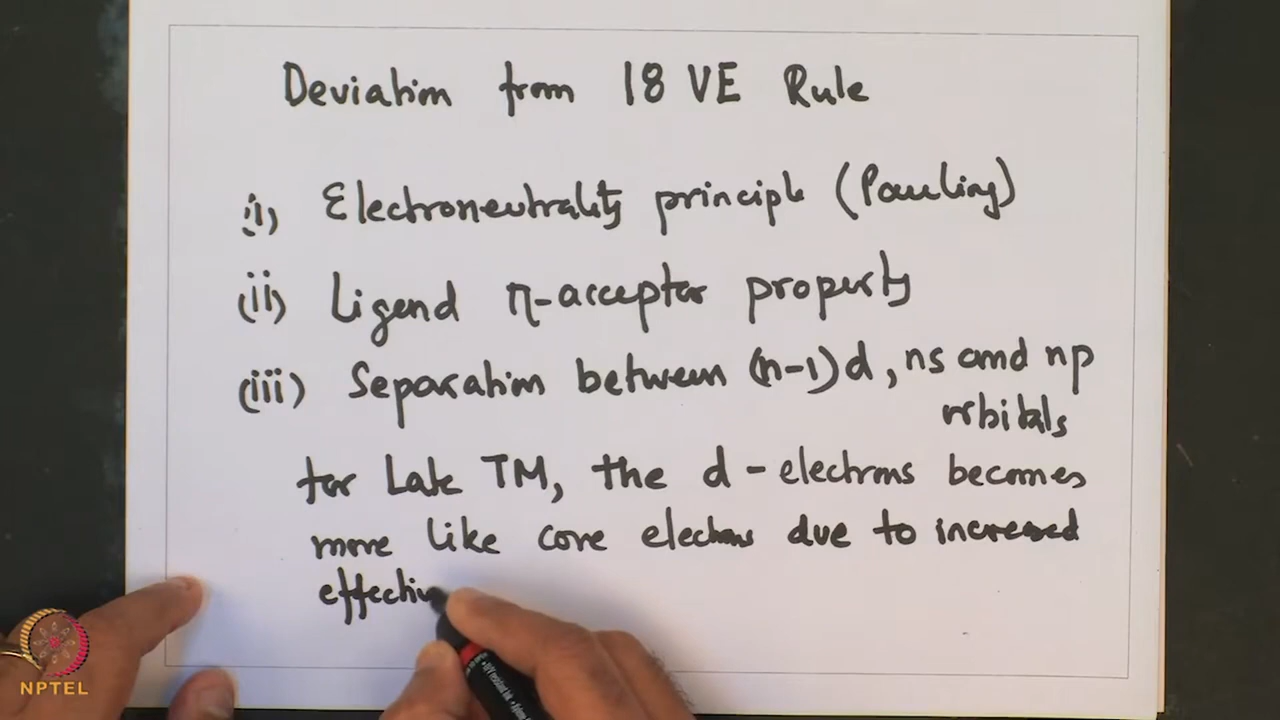 Deviation from 18 VE Rule
(i) Electroneutrality principle (Pauling)
(ii) Ligand π-acceptor property
(iii) Separation between (n-1)d, ns and np
orbitals
for Late TM, the d-electrons becomes
more like core electrons due to increased
effectiv
NPTEL